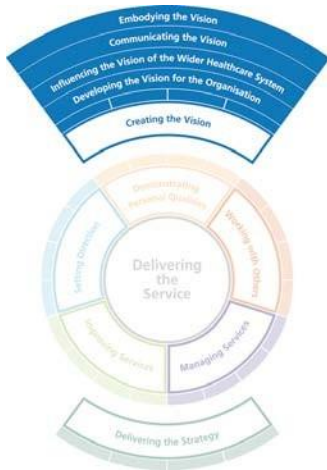 Embodying the Vision
Communicating the Vision
Influencing the Vision of the Wider Healthcare System
Developing the Vision for the Organisation
Creating the Vision
Demonstrating
Personal Qualities
Setting Direction
Working with Others
Delivering
the
Service
Improving Services
Managing Services
Delivering the Strategy